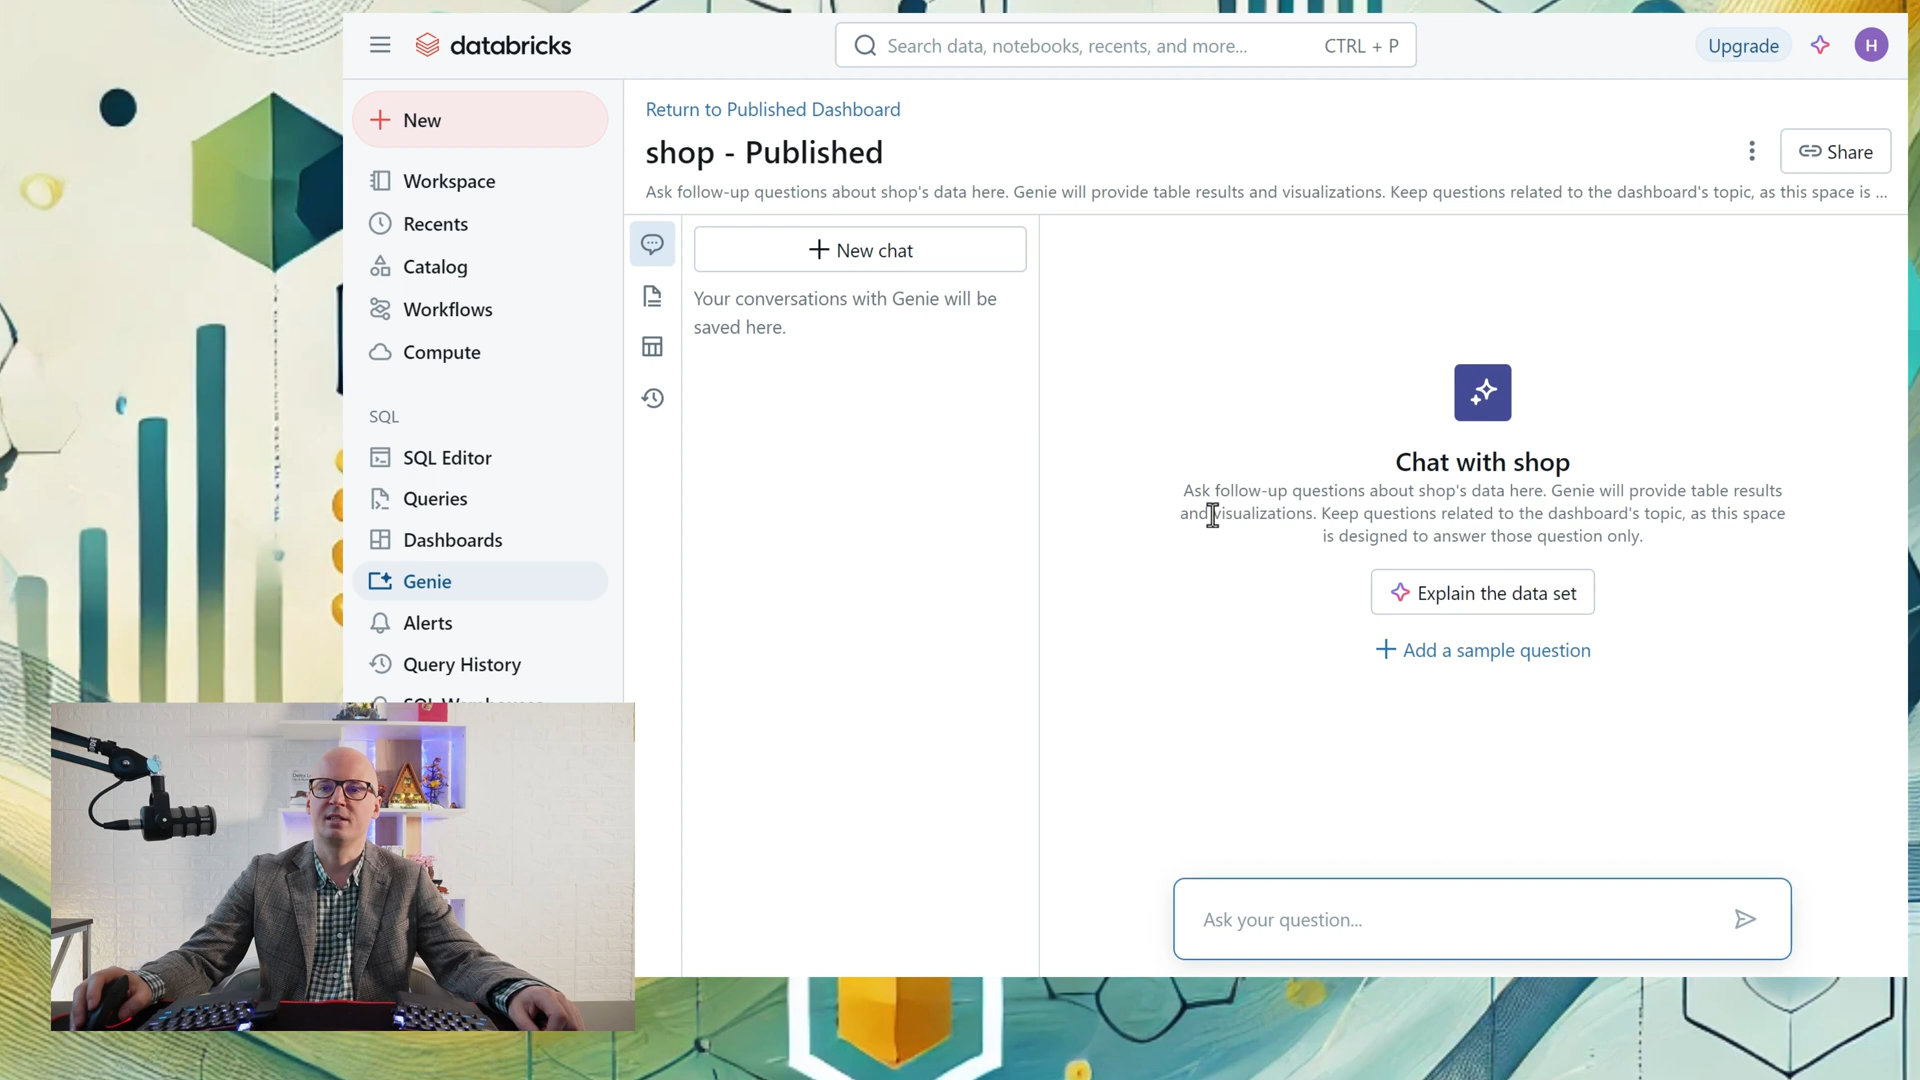 databricks
Search data, notebooks, recents, and more...
CTRL + P
Upgrade
H
New
Return to Published Dashboard
shop - Published
Share
Ask follow-up questions about shop's data here. Genie will provide table results and visualizations. Keep questions related to the dashboard's topic, as this space is ...
Workspace
Recents
Catalog
Workflows
Compute
SQL
SQL Editor
Queries
Dashboards
Genie
Alerts
Query History
New chat
Your conversations with Genie will be
saved here.
Chat with shop
Ask follow-up questions about shop's data here. Genie will provide table results
and visualizations. Keep questions related to the dashboard's topic, as this space
is designed to answer those question only.
Explain the data set
Add a sample question
Ask your question...